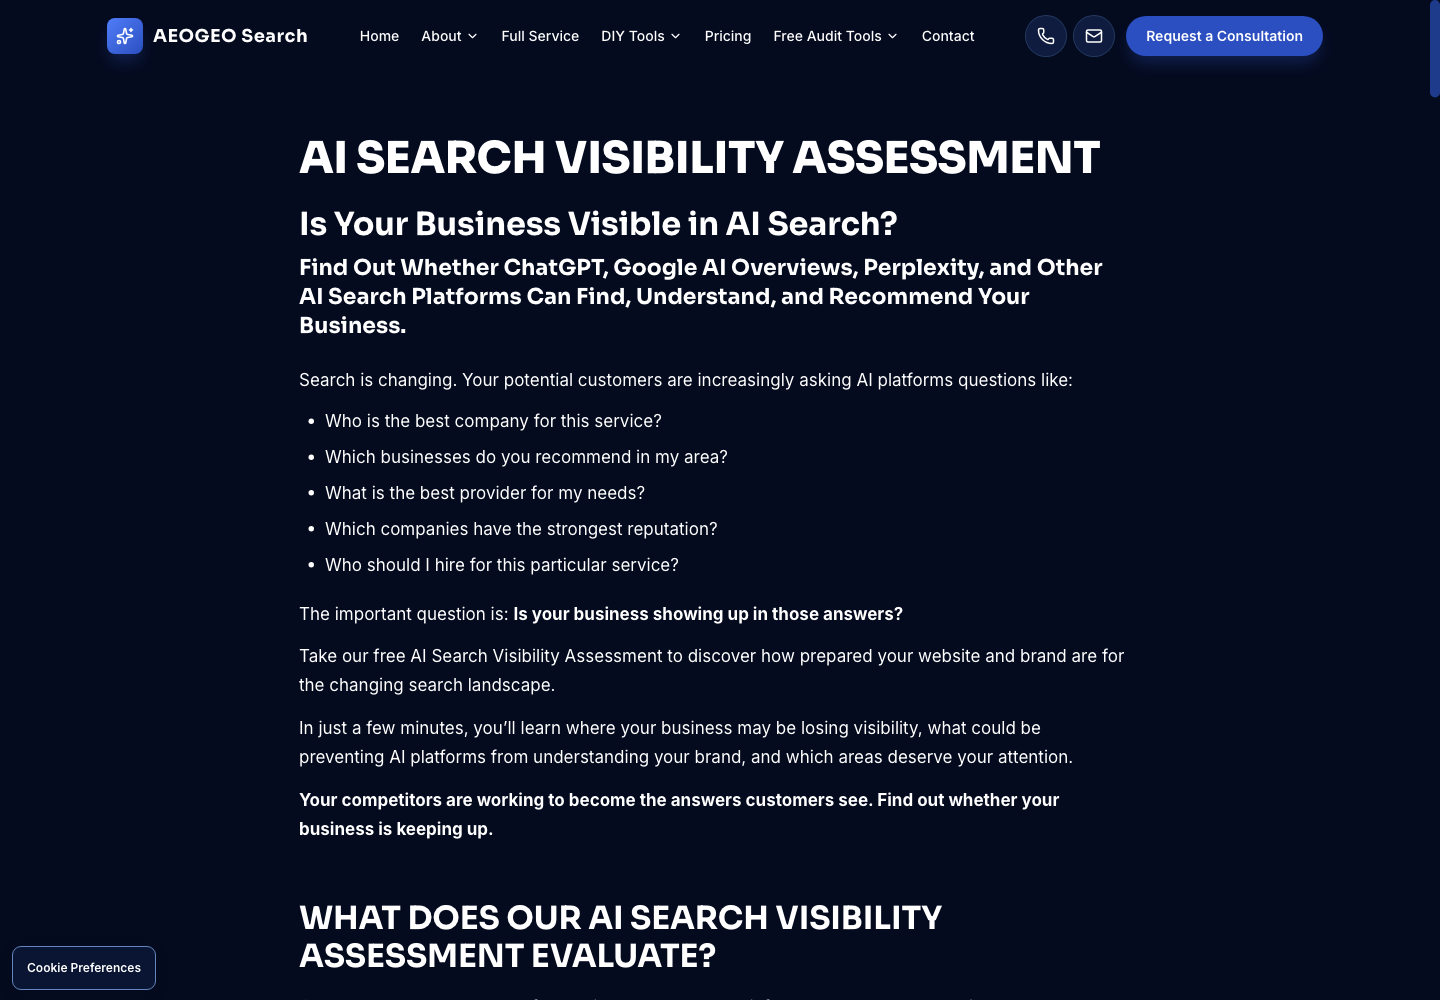 AEOGEO Search
Home
About
Full Service
DIY Tools
Pricing
Free Audit Tools
Contact
Request a Consultation
AI SEARCH VISIBILITY ASSESSMENT
Is Your Business Visible in AI Search?
Find Out Whether ChatGPT, Google AI Overviews, Perplexity, and Other
AI Search Platforms Can Find, Understand, and Recommend Your
Business.
Search is changing. Your potential customers are increasingly asking AI platforms questions like:
• Who is the best company for this service?
• Which businesses do you recommend in my area?
• What is the best provider for my needs?
• Which companies have the strongest reputation?
• Who should I hire for this particular service?
The important question is: Is your business showing up in those answers?
Take our free AI Search Visibility Assessment to discover how prepared your website and brand are for
the changing search landscape.
In just a few minutes, you’ll learn where your business may be losing visibility, what could be
preventing AI platforms from understanding your brand, and which areas deserve your attention.
Your competitors are working to become the answers customers see. Find out whether your
business is keeping up.
WHAT DOES OUR AI SEARCH VISIBILITY
ASSESSMENT EVALUATE?
Cookie Preferences